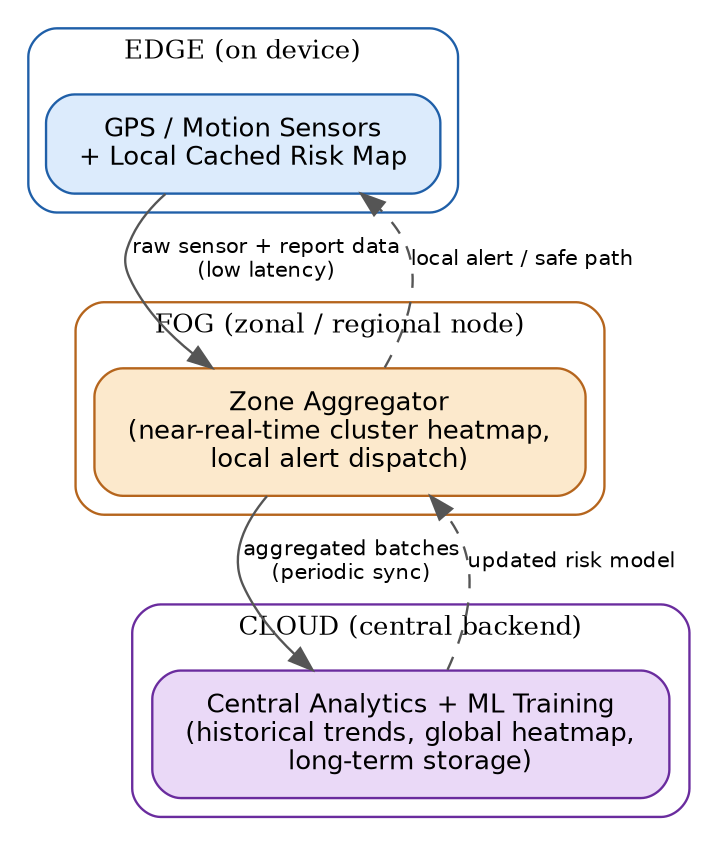 EDGE (on device)
GPS / Motion Sensors
+ Local Cached Risk Map
raw sensor + report data
(low latency)
local alert / safe path
FOG (zonal / regional node)
Zone Aggregator
(near-real-time cluster heatmap,
local alert dispatch)
aggregated batches
(periodic sync)
updated risk model
CLOUD (central backend)
Central Analytics + ML Training
(historical trends, global heatmap,
long-term storage)